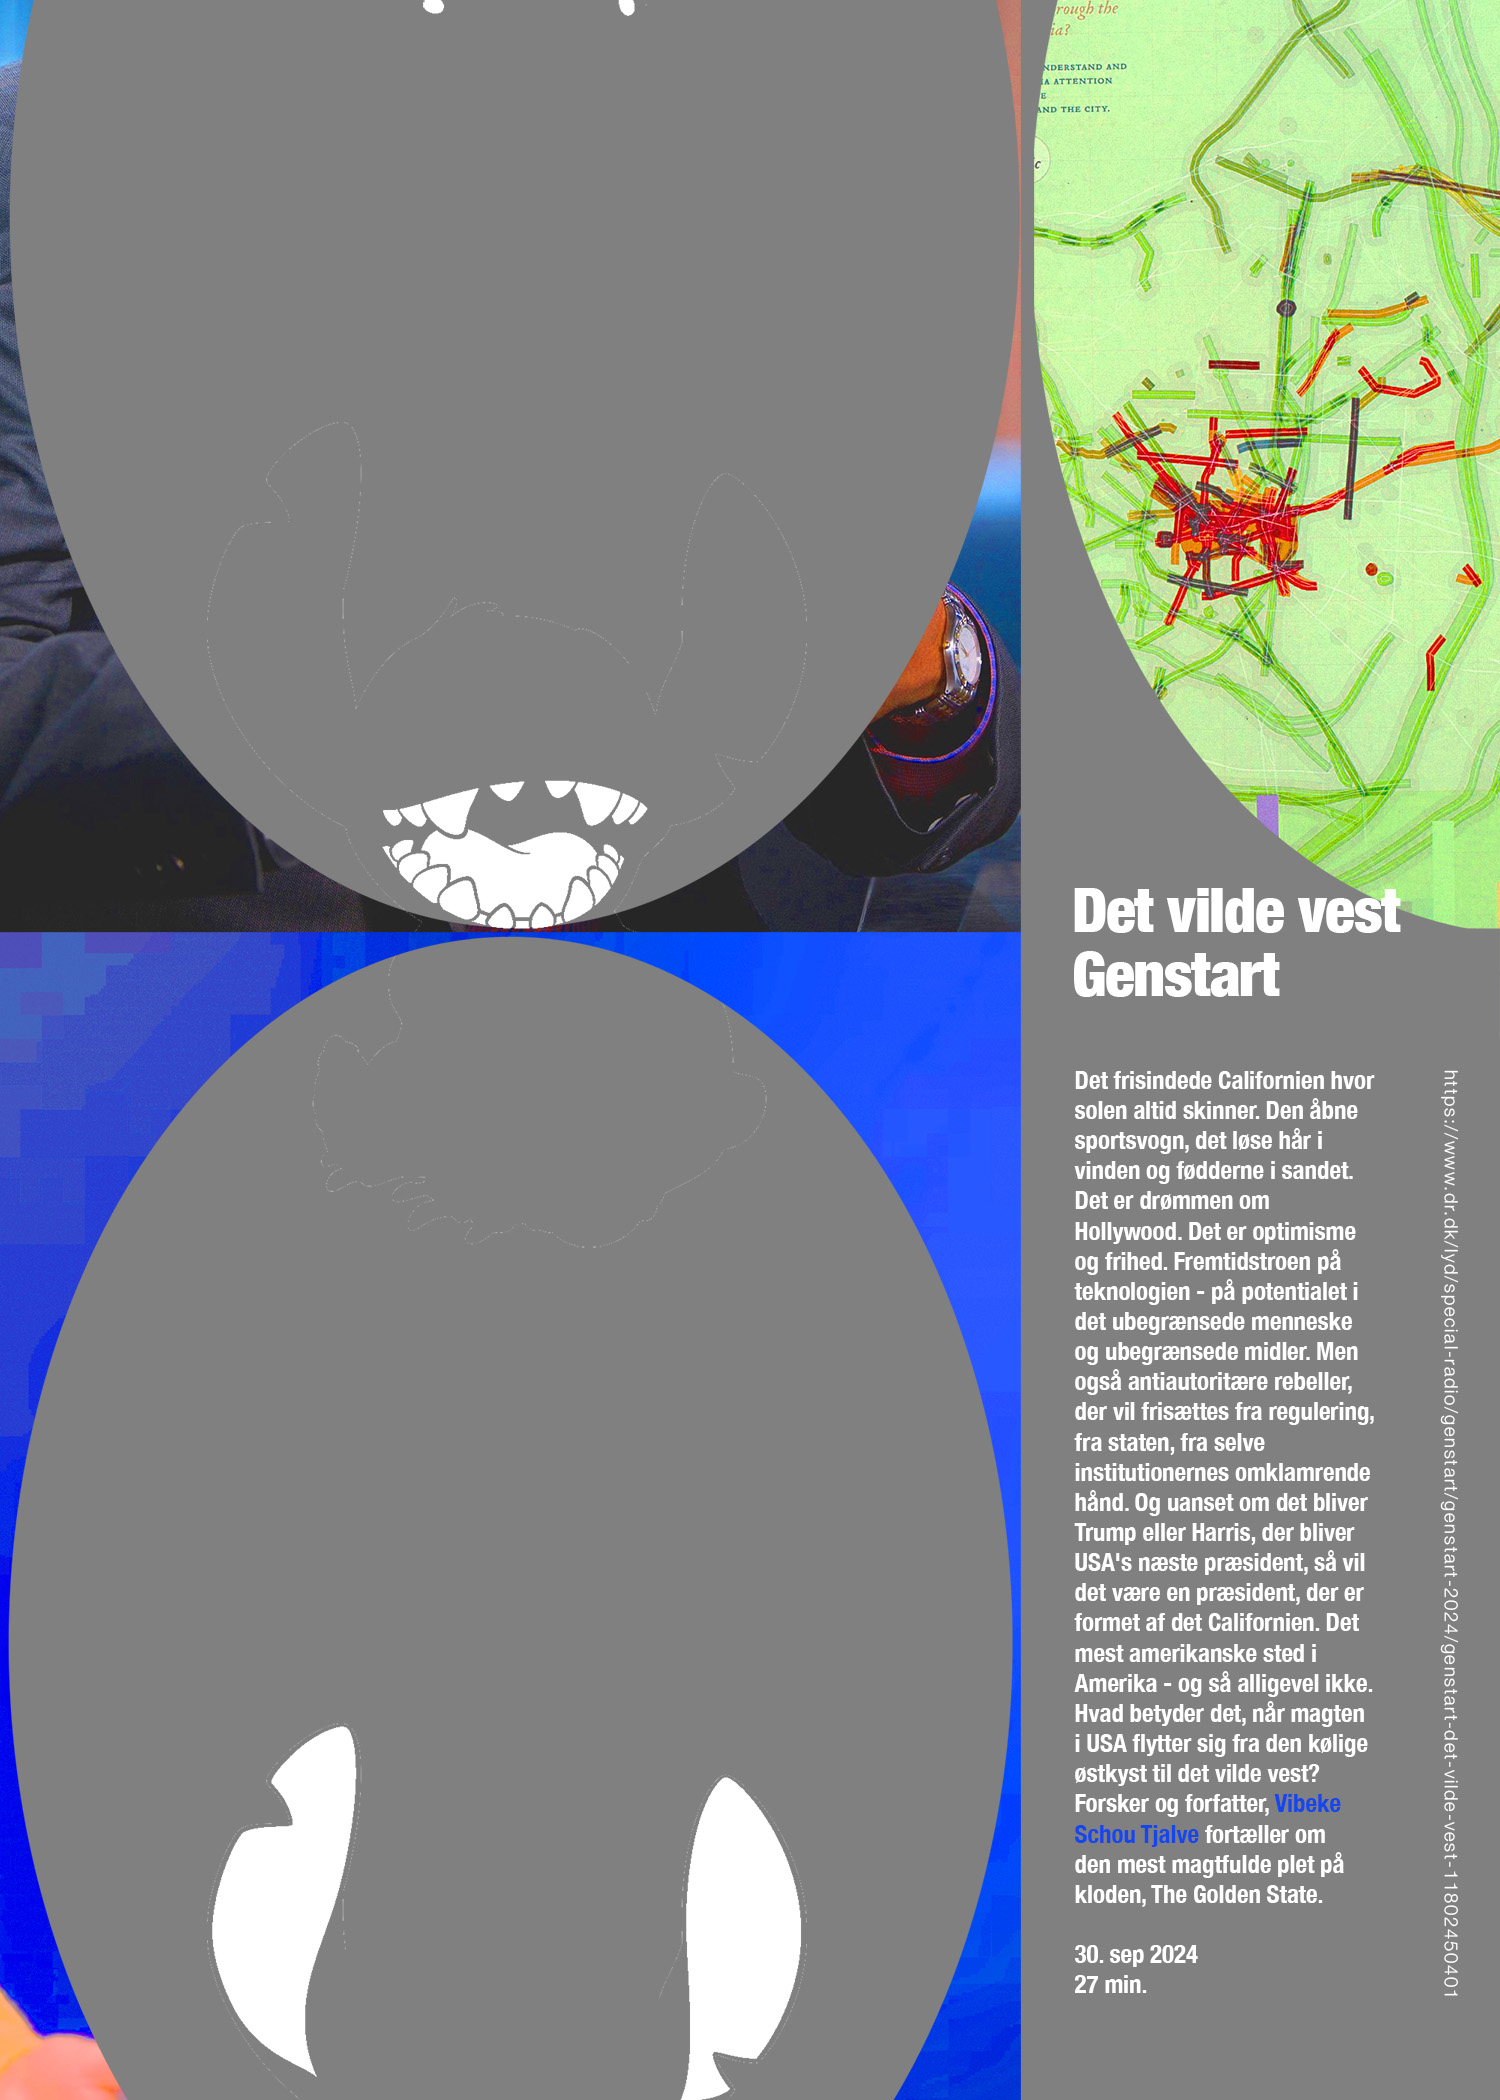 rough the
ia?
NDERSTAND AND
A ATTENTION
E
AND THE CITY.
c
Det vilde vest
Genstart
Det frisindede Californien hvor
solen altid skinner. Den åbne
sportsvogn, det løse hår i
vinden og fødderne i sandet.
Det er drømmen om
Hollywood. Det er optimisme
og frihed. Fremtidstroen på
teknologien - på potentialet i
det ubegrænsede menneske
og ubegrænsede midler. Men
også antiautoritære rebeller,
der vil frisættes fra regulering,
fra staten, fra selve
institutionernes omklamrende
hånd. Og uanset om det bliver
Trump eller Harris, der bliver
USA's næste præsident, så vil
det være en præsident, der er
formet af det Californien. Det
mest amerikanske sted i
Amerika - og så alligevel ikke.
Hvad betyder det, når magten
i USA flytter sig fra den kølige
østkyst til det vilde vest?
Forsker og forfatter, Vibeke
Schou Tjalve fortæller om
den mest magtfulde plet på
kloden, The Golden State.
30. sep 2024
27 min.
https://www.dr.dk/lyd/special-radio/genstart/genstart-2024/genstart-det-vilde-vest-11802450401